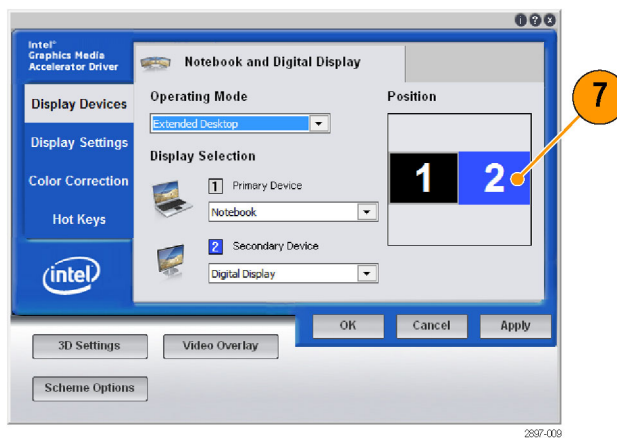 Intel®
Graphics Media
Accelerator Driver
Notebook and Digital Display
Display Devices
Display Settings
Color Correction
Hot Keys
intel
Operating Mode
Extended Desktop
Display Selection
1 Primary Device
Notebook
2 Secondary Device
Digital Display
Position
1 2
7
OK Cancel Apply
3D Settings Video Overlay
Scheme Options
2897-009